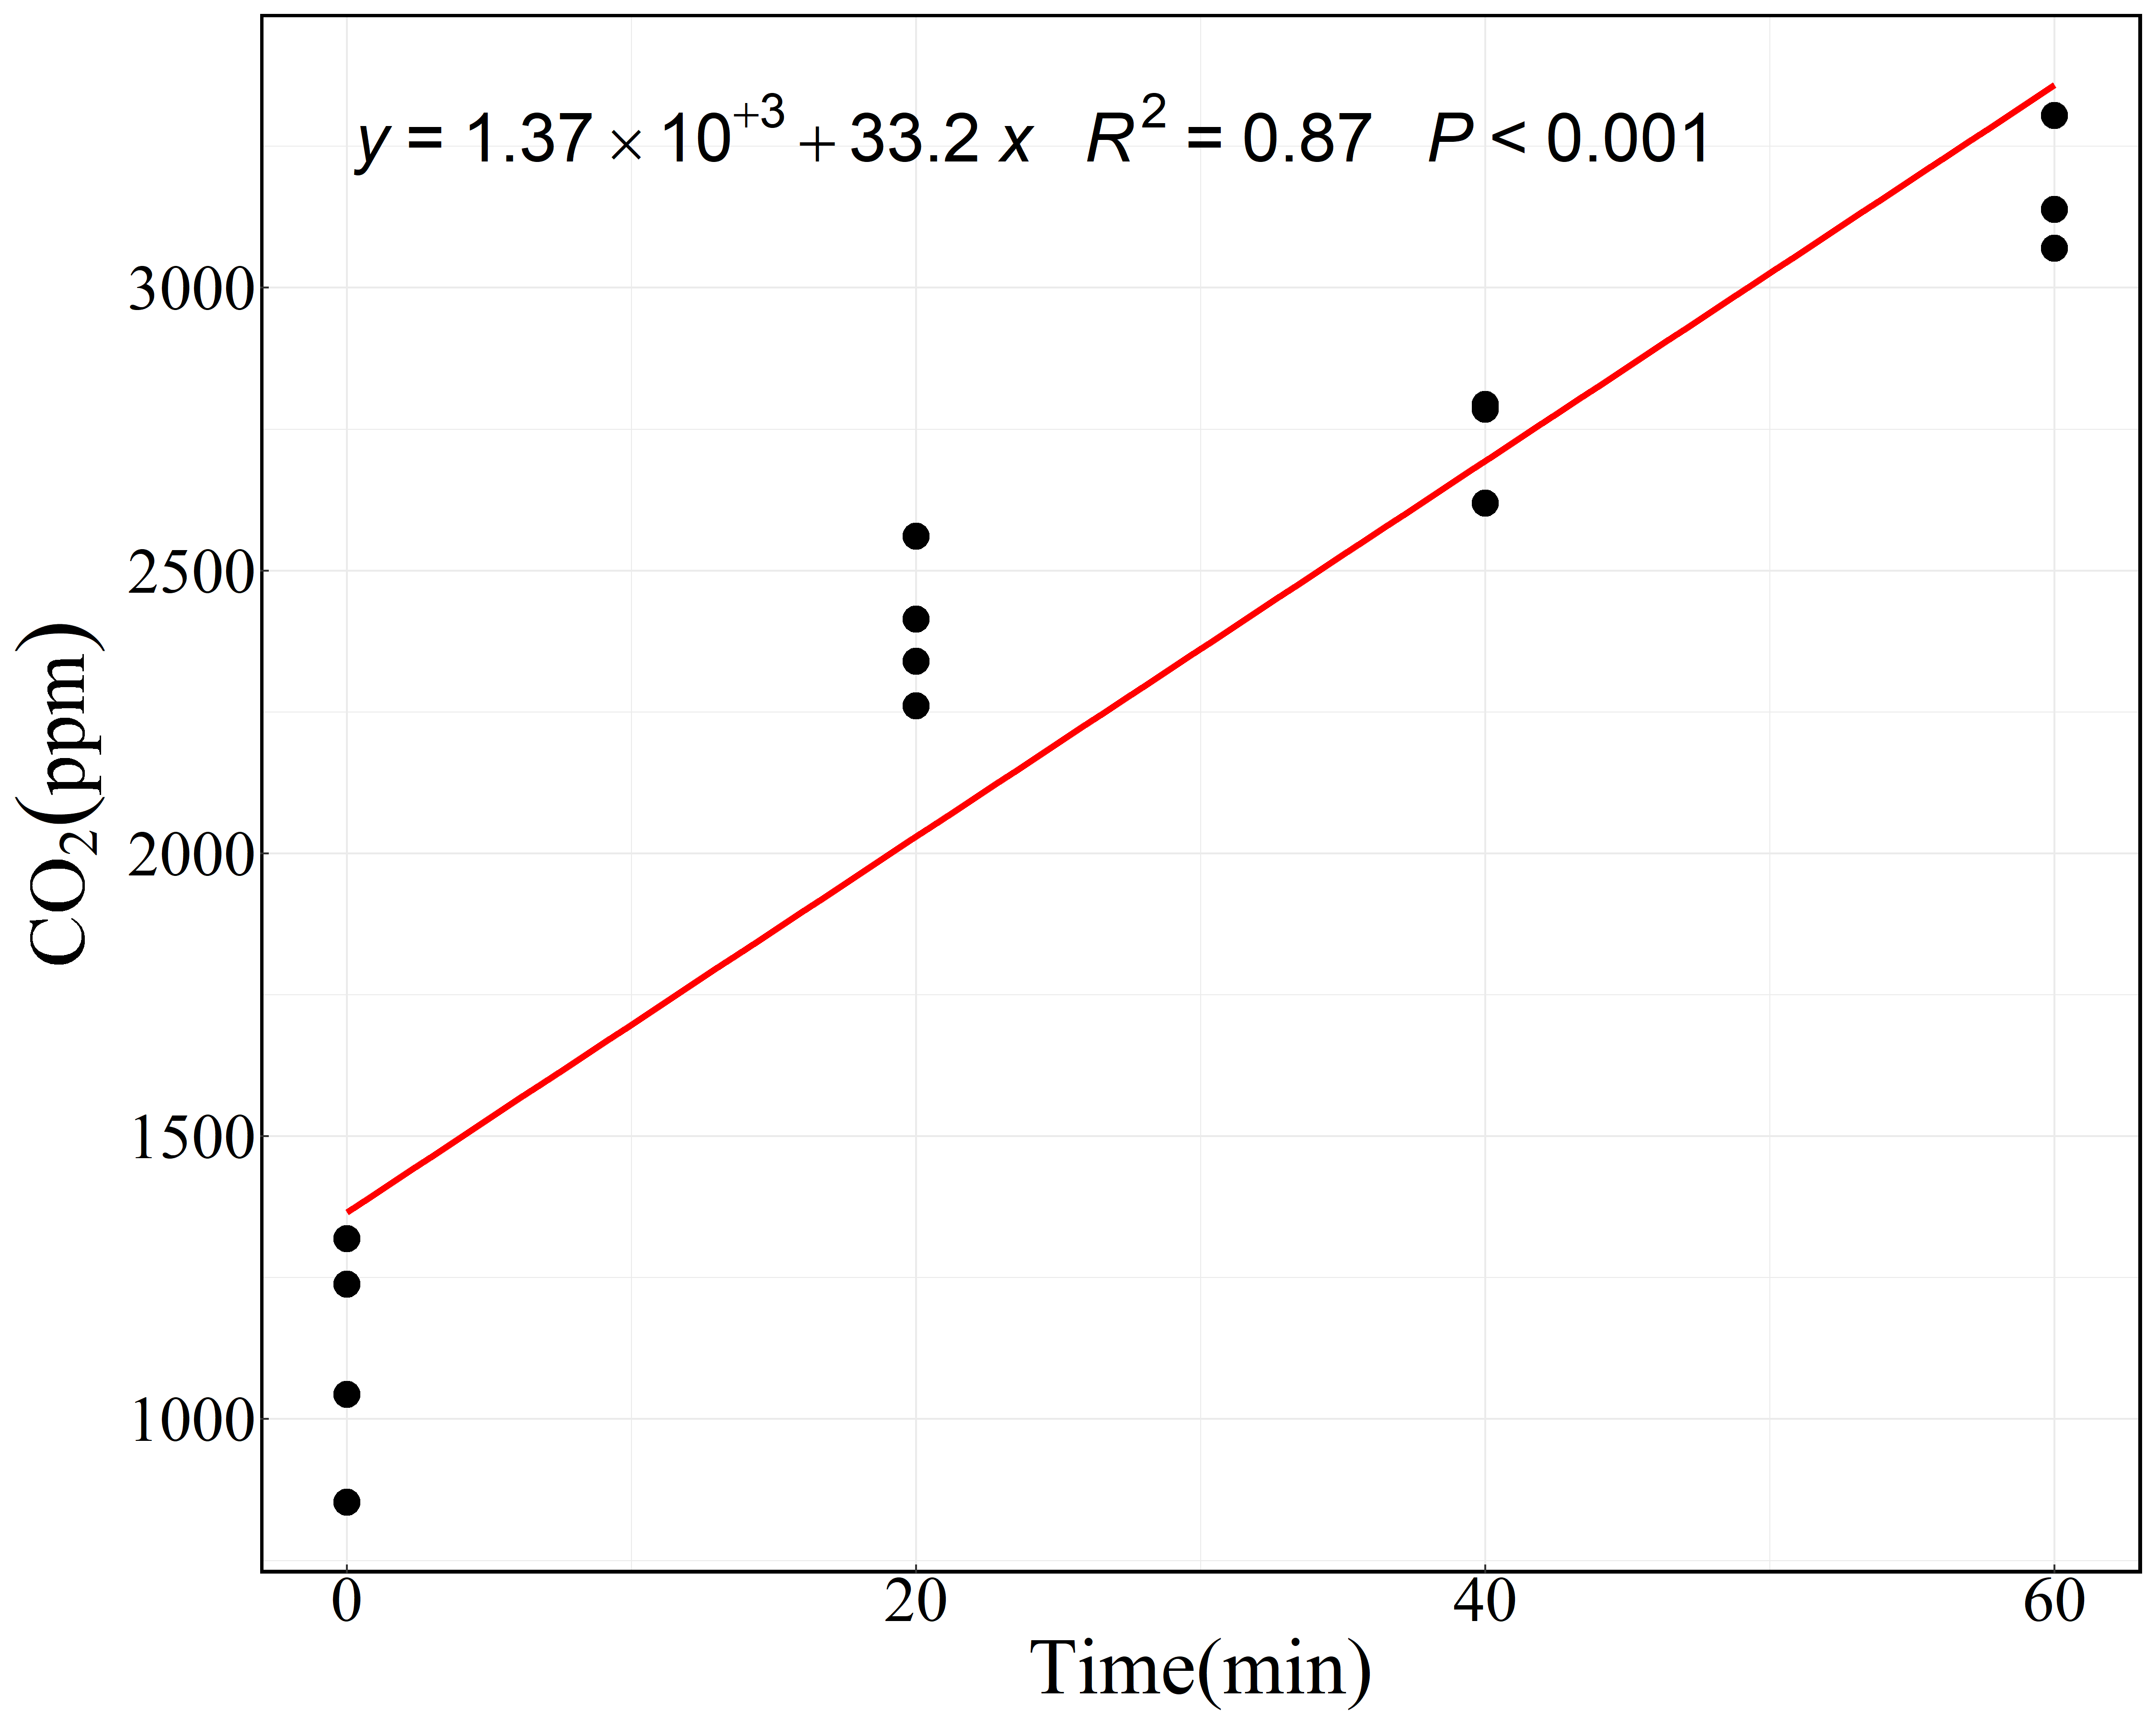 y = 1.37 × 10⁺³ + 33.2 x R² = 0.87 P < 0.001
3000
2500
2000
1500
1000
CO₂(ppm)
0 20 40 60
Time(min)